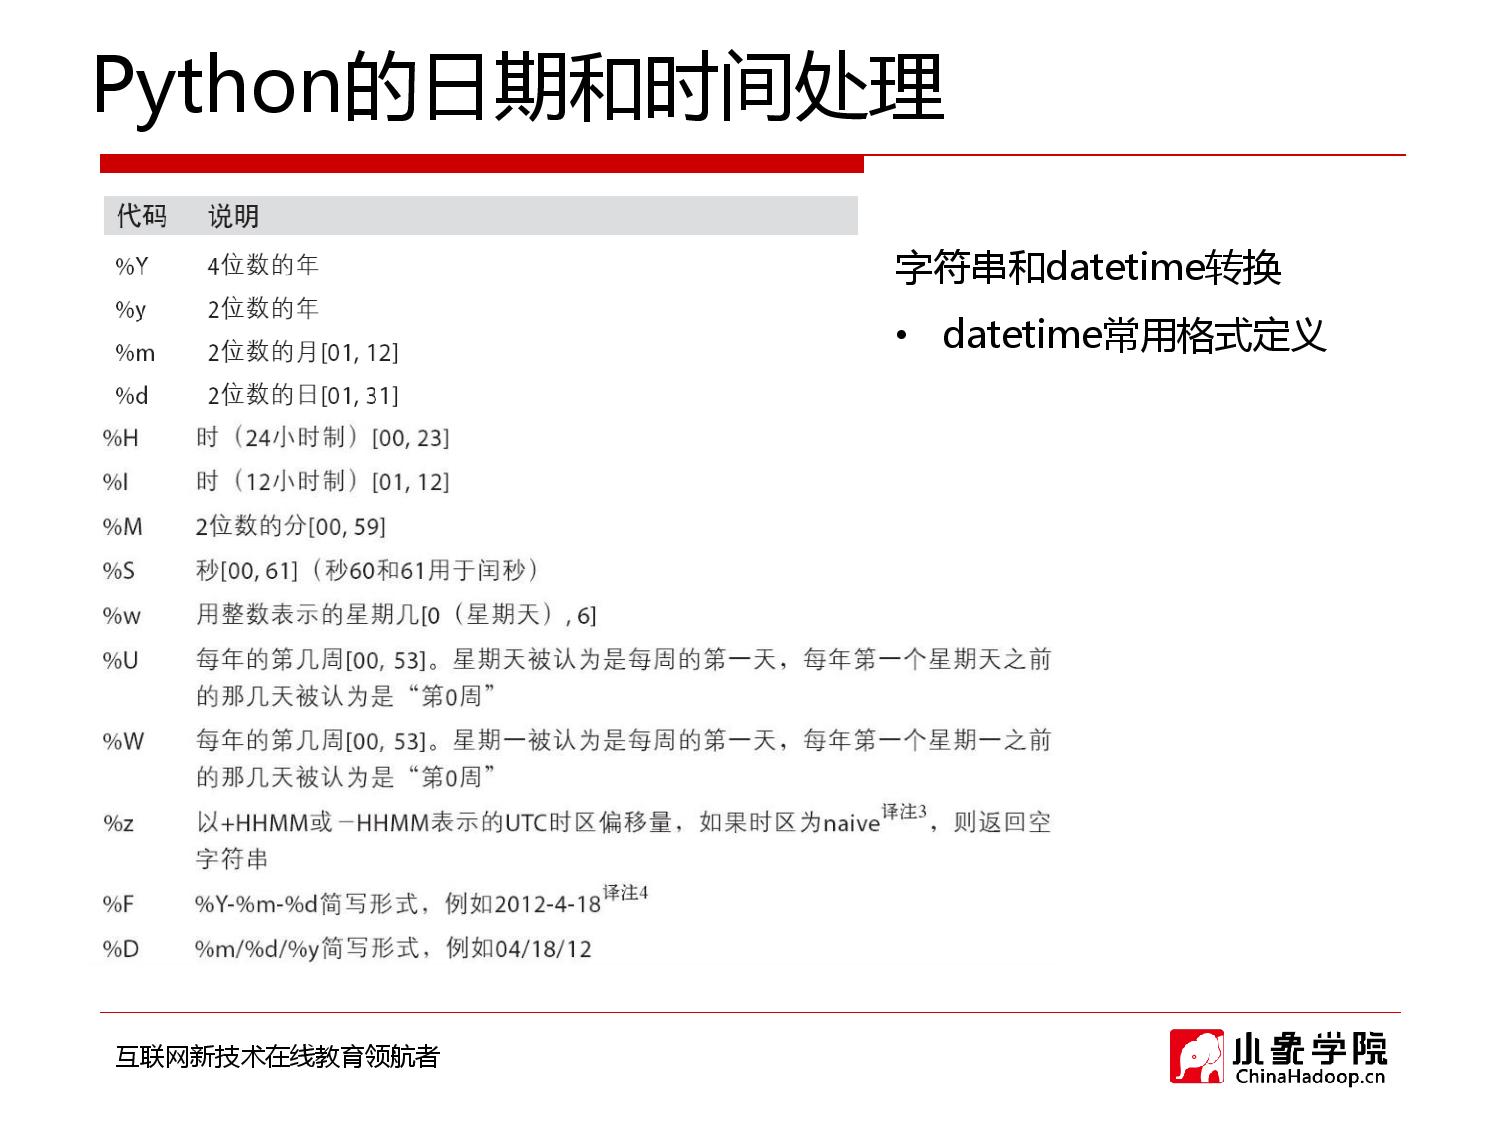 Python的日期和时间处理
代码 说明
%Y 4位数的年
%y 2位数的年
%m 2位数的月[01, 12]
%d 2位数的日[01, 31]
%H 时（24小时制）[00, 23]
%I 时（12小时制）[01, 12]
%M 2位数的分[00, 59]
%S 秒[00, 61]（秒60和61用于闰秒）
%w 用整数表示的星期几[0（星期天）, 6]
%U 每年的第几周[00, 53]。星期天被认为是每周的第一天，每年第一个星期天之前
的那几天被认为是“第0周”
%W 每年的第几周[00, 53]。星期一被认为是每周的第一天，每年第一个星期一之前
的那几天被认为是“第0周”
%z 以+HHMM或－HHMM表示的UTC时区偏移量，如果时区为naive译注3，则返回空
字符串
%F %Y-%m-%d简写形式，例如2012-4-18译注4
%D %m/%d/%y简写形式，例如04/18/12
字符串和datetime转换
• datetime常用格式定义
互联网新技术在线教育领航者
小象学院
ChinaHadoop.cn